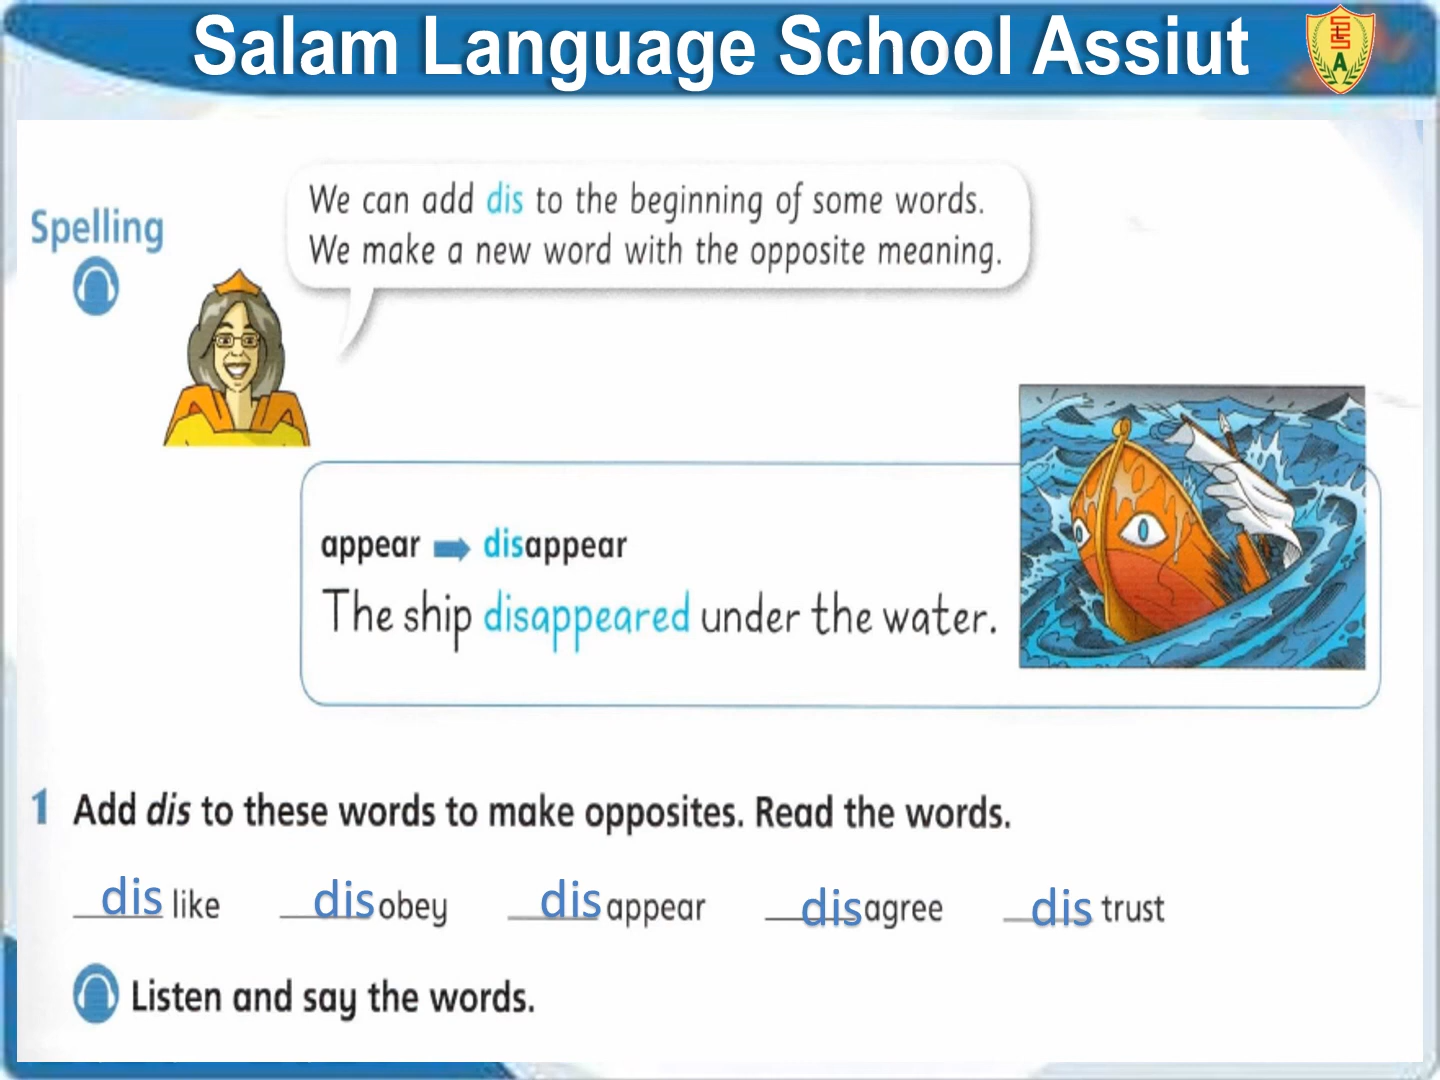 Salam Language School Assiut
SLS
A
Spelling
We can add dis to the beginning of some words.
We make a new word with the opposite meaning.
appear disappear
The ship disappeared under the water.
1 Add dis to these words to make opposites. Read the words.
dis like dis obey dis appear dis agree dis trust
Listen and say the words.